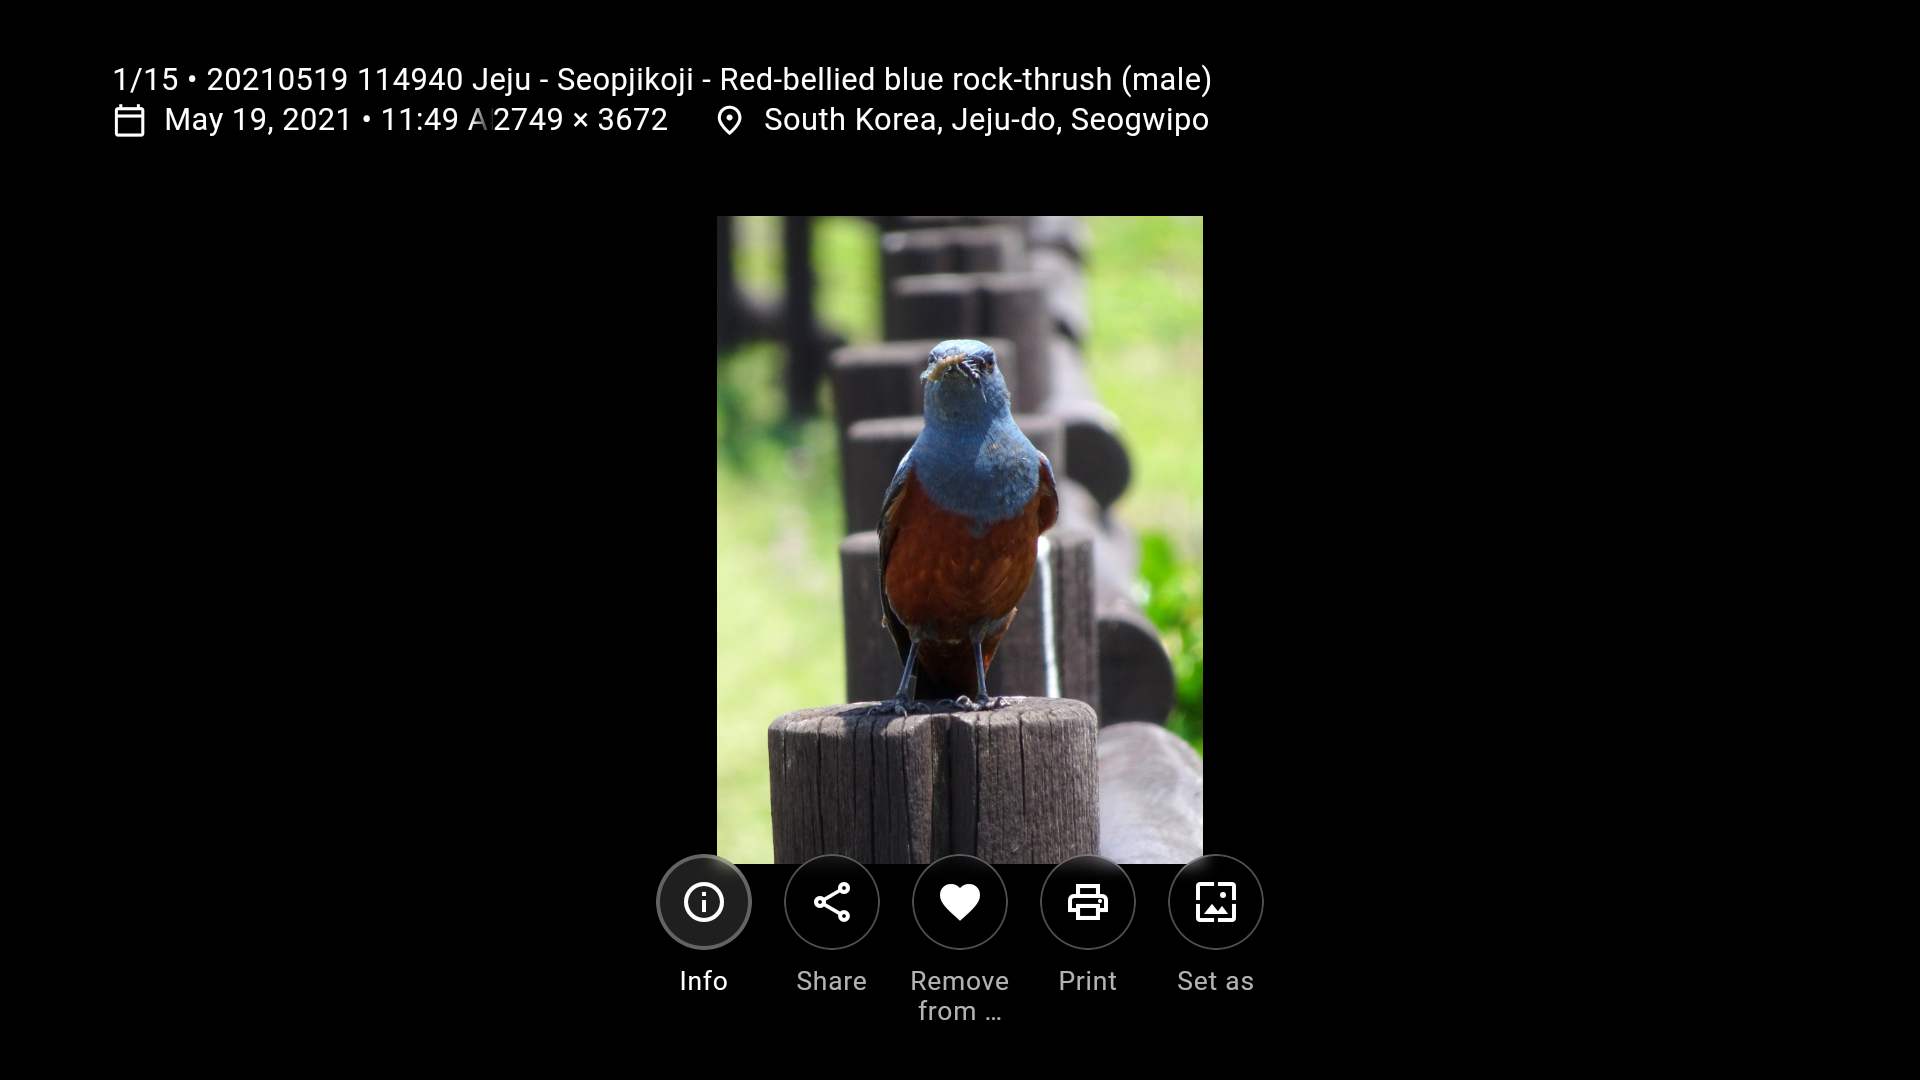 1/15 • 20210519 114940 Jeju - Seopjikoji - Red-bellied blue rock-thrush (male)
May 19, 2021 • 11:49 A 2749 × 3672 South Korea, Jeju-do, Seogwipo
Info Share Remove from … Print Set as